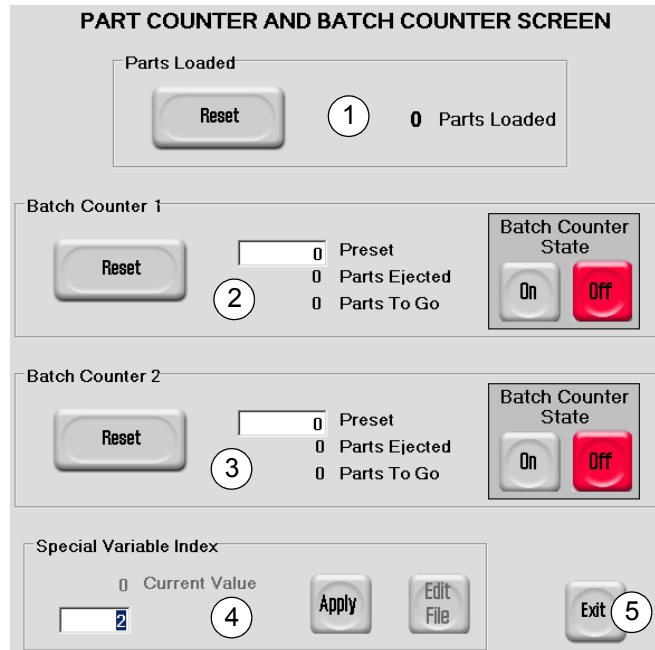 PART COUNTER AND BATCH COUNTER SCREEN
Parts Loaded
Reset
1
0 Parts Loaded
Batch Counter 1
Reset
2
0 Preset
0 Parts Ejected
0 Parts To Go
Batch Counter
State
On
Off
Batch Counter 2
Reset
3
0 Preset
0 Parts Ejected
0 Parts To Go
Batch Counter
State
On
Off
Special Variable Index
0 Current Value
2
4
Apply
Edit
File
Exit
5